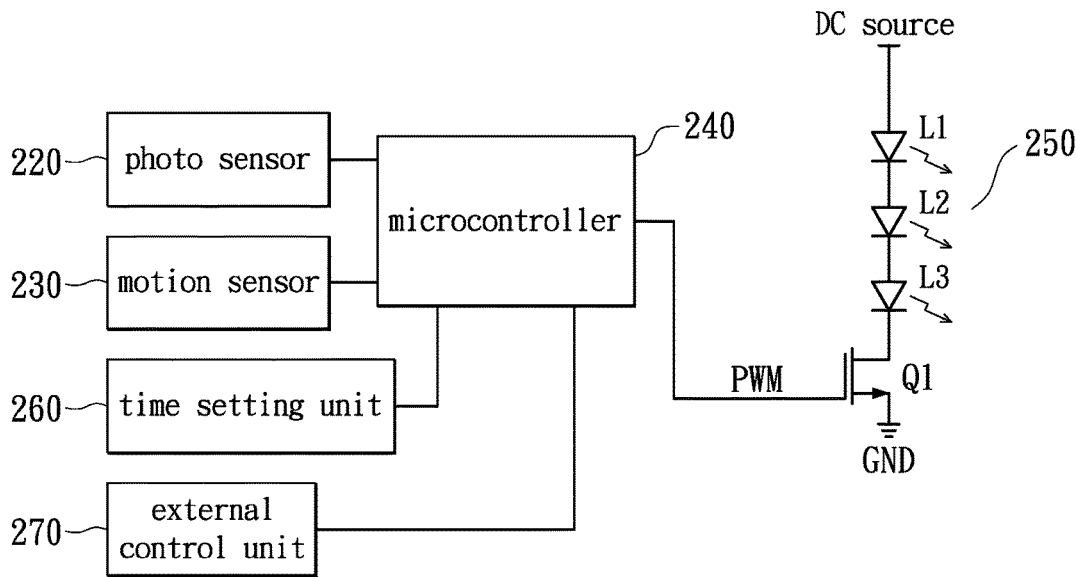 DC source
220
photo sensor
240
L1
250
microcontroller
L2
230
motion sensor
L3
260
time setting unit
PWM
Q1
GND
270
external
control unit